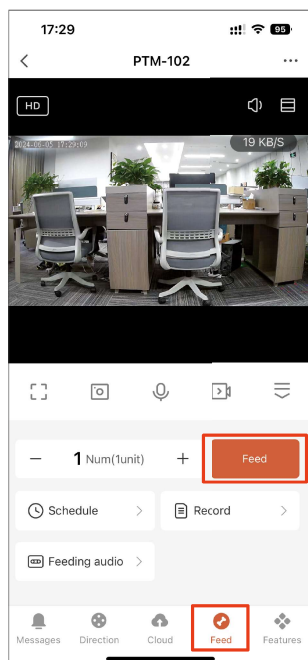 17:29
95
PTM-102
...
HD
2024-06-05 17:29:09
19 KB/S
− 1 Num(1unit) +
Feed
Schedule
Record
Feeding audio
Messages
Direction
Cloud
Feed
Features